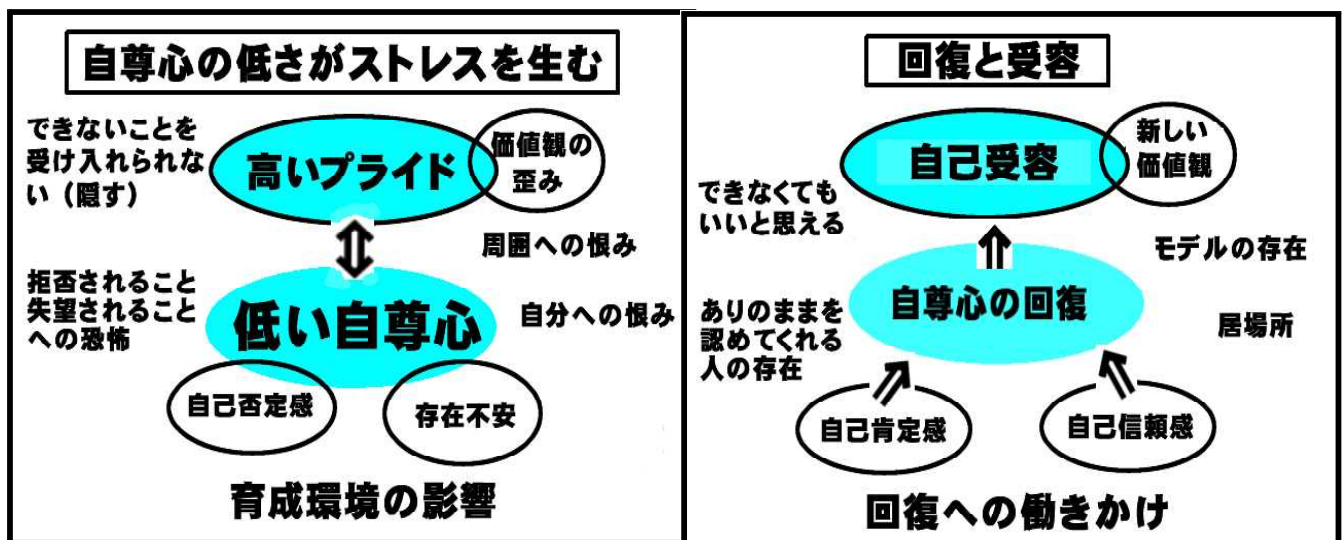 自尊心の低さがストレスを生む
できないことを
受け入れられな
い（隠す）
高いプライド
価値観の
歪み
周囲への恨み
拒否されること
失望されること
への恐怖
低い自尊心
自分への恨み
自己否定感
存在不安
育成環境の影響
回復と受容
自己受容
新しい
価値観
できなくても
いいと思える
モデルの存在
自尊心の回復
ありのままを
認めてくれる
人の存在
居場所
自己肯定感
自己信頼感
回復への働きかけ